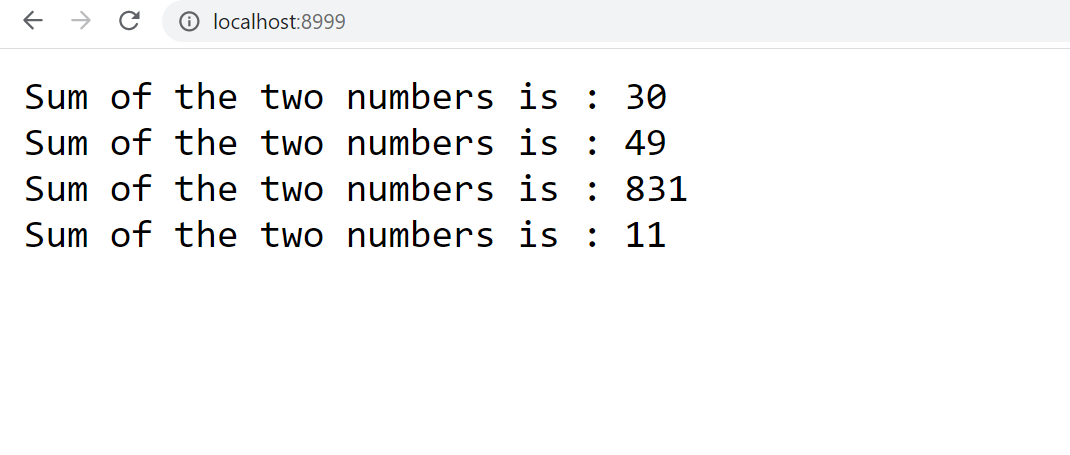 localhost:8999
Sum of the two numbers is : 30
Sum of the two numbers is : 49
Sum of the two numbers is : 831
Sum of the two numbers is : 11